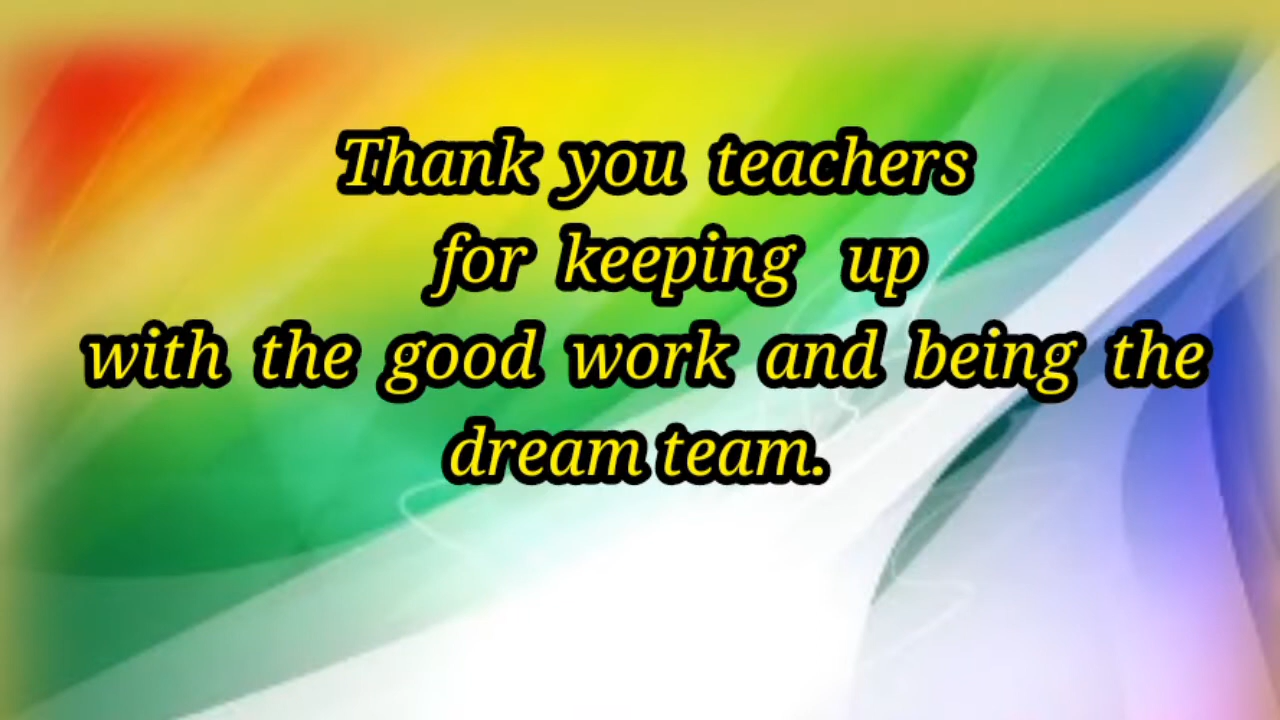 Thank you teachers
for keeping up
with the good work and being the
dream team.